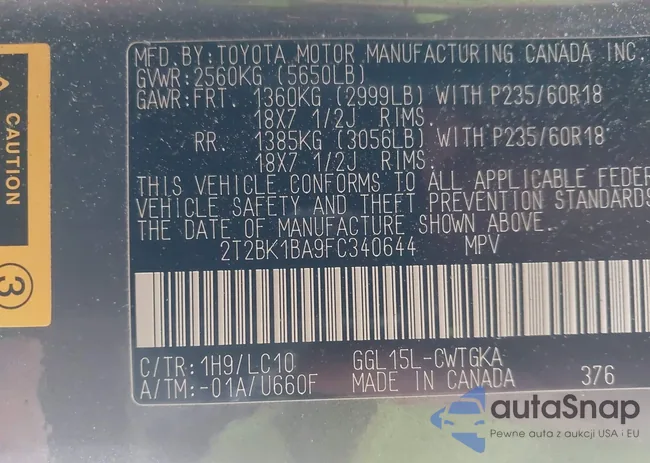 MFD. BY: TOYOTA MOTOR MANUFACTURING CANADA INC.
GVWR: 2560KG (5650LB)
GAWR: FRT. 1360KG (2999LB) WITH P235/60R18
18X7 1/2J RIMS.
RR. 1385KG (3056LB) WITH P235/60R18
18X7 1/2J RIMS.
THIS VEHICLE CONFORMS TO ALL APPLICABLE FEDER
VEHICLE SAFETY AND THEFT PREVENTION STANDARDS
THE DATE OF MANUFACTURE SHOWN ABOVE.
2T2BK1BA9FC340644 MPV
C/TR: 1H9/LC10 GGL15L-CWTGKA
A/TM:-01A/U660F MADE IN CANADA 376
CAUTION
3
autaSnap
Pewne auta z aukcji USA i EU